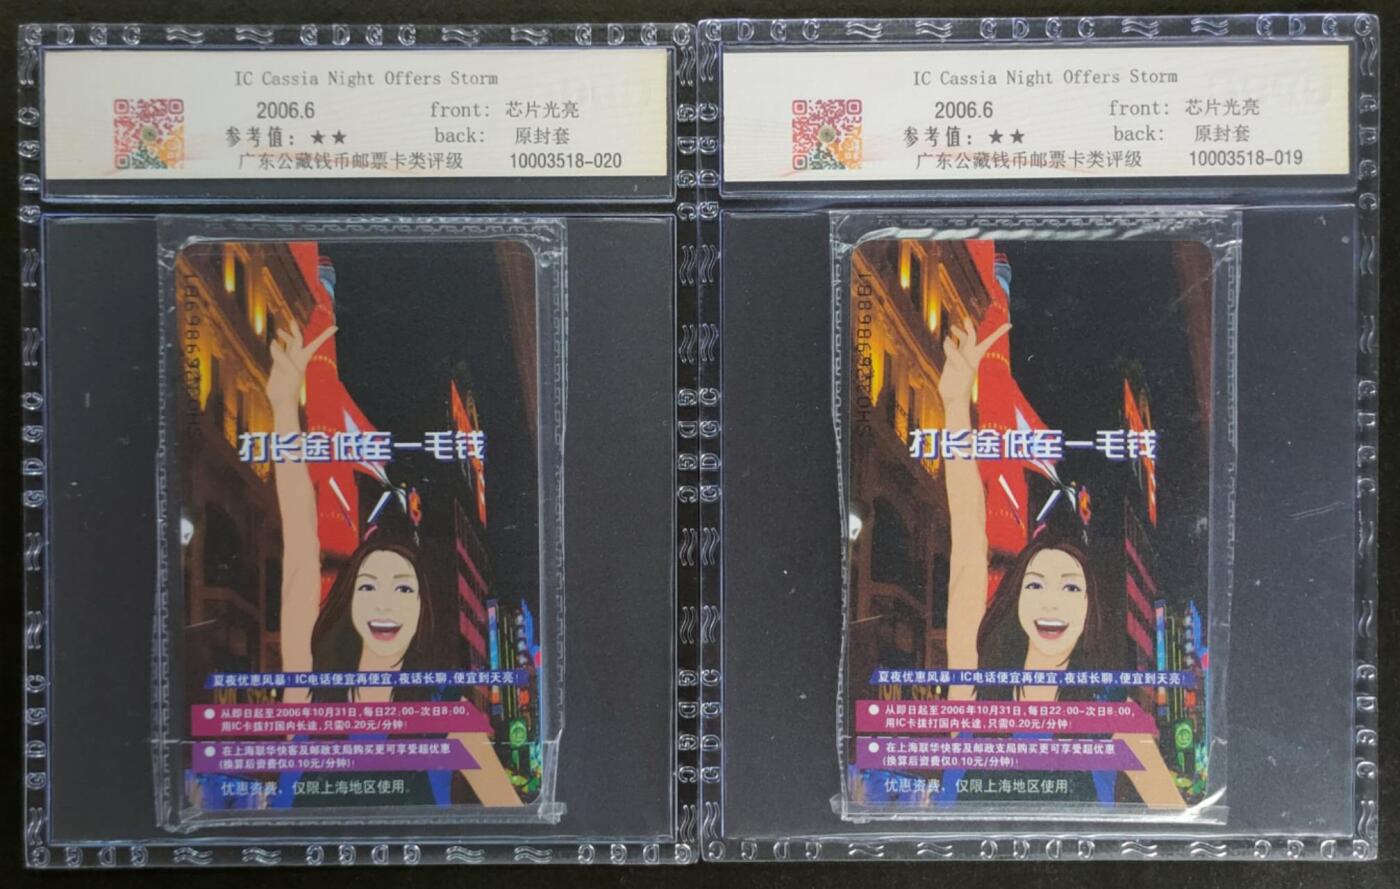 IC Cassia Night Offers Storm
2006.6 front: 芯片光亮
参考值: ★★ back: 原封套
广东公藏钱币邮票卡类评级 10003518-020
打长途低至一毛钱
夏夜优惠风暴！IC电话便宜再便宜，夜话长聊，便宜到天亮！
从即日起至2006年10月31日，每日22:00-次日8:00，
用IC卡拨打国内长途，只需0.20元/分钟！
在上海联华快客及邮政支局购买更可享受超优惠
(换算后资费仅0.10元/分钟)！
优惠资费，仅限上海地区使用。
IC Cassia Night Offers Storm
2006.6 front: 芯片光亮
参考值: ★★ back: 原封套
广东公藏钱币邮票卡类评级 10003518-019
打长途低至一毛钱
夏夜优惠风暴！IC电话便宜再便宜，夜话长聊，便宜到天亮！
从即日起至2006年10月31日，每日22:00-次日8:00，
用IC卡拨打国内长途，只需0.20元/分钟！
在上海联华快客及邮政支局购买更可享受超优惠
(换算后资费仅0.10元/分钟)！
优惠资费，仅限上海地区使用。